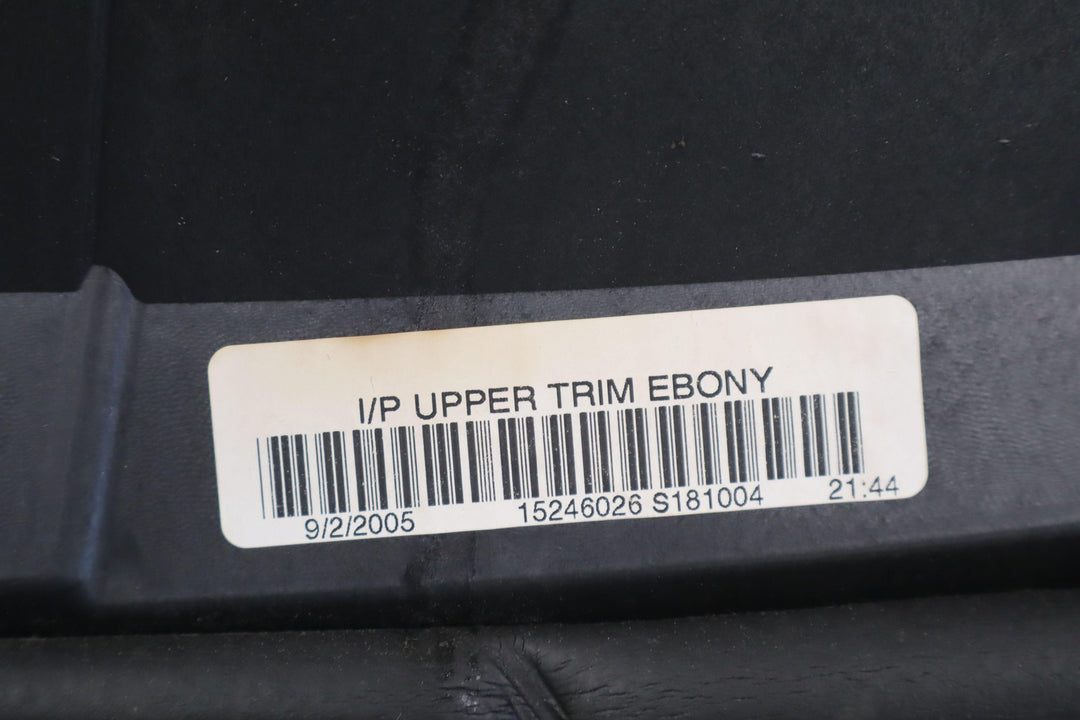 I/P UPPER TRIM EBONY
9/2/2005 15246026 S181004 21:44